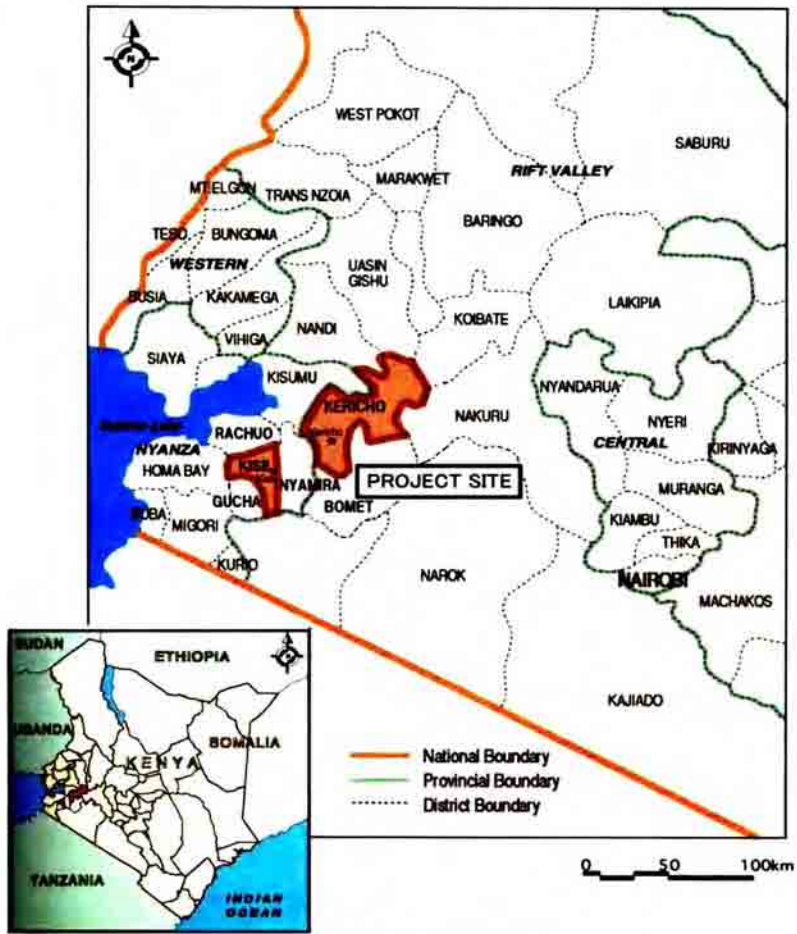 N
WEST POKOT
SABURU
RIFT VALLEY
MARAKWET
MT.ELGON
TRANS NZOIA
BARINGO
TESO
BUNGOMA
WESTERN
UASIN
GISHU
BUSIA
KAKAMEGA
LAIKIPIA
KOIBATE
NANDI
VIHIGA
SIAYA
KISUMU
NYANDARUA
KERICHO
NYERI
NAKURU
RACHUO
CENTRAL
NYANZA
KIRINYAGA
HOMA BAY
PROJECT SITE
NYAMIRA
MURANGA
GUCHA
BOMET
KIAMBU
MIGORI
THIKA
KURIO
NAROK
NAIROBI
MACHAKOS
KAJIADO
SUDAN
N
ETHIOPIA
UGANDA
KENYA
TANZANIA
INDIAN
OCEAN
National Boundary
Provincial Boundary
District Boundary
0 50 100km